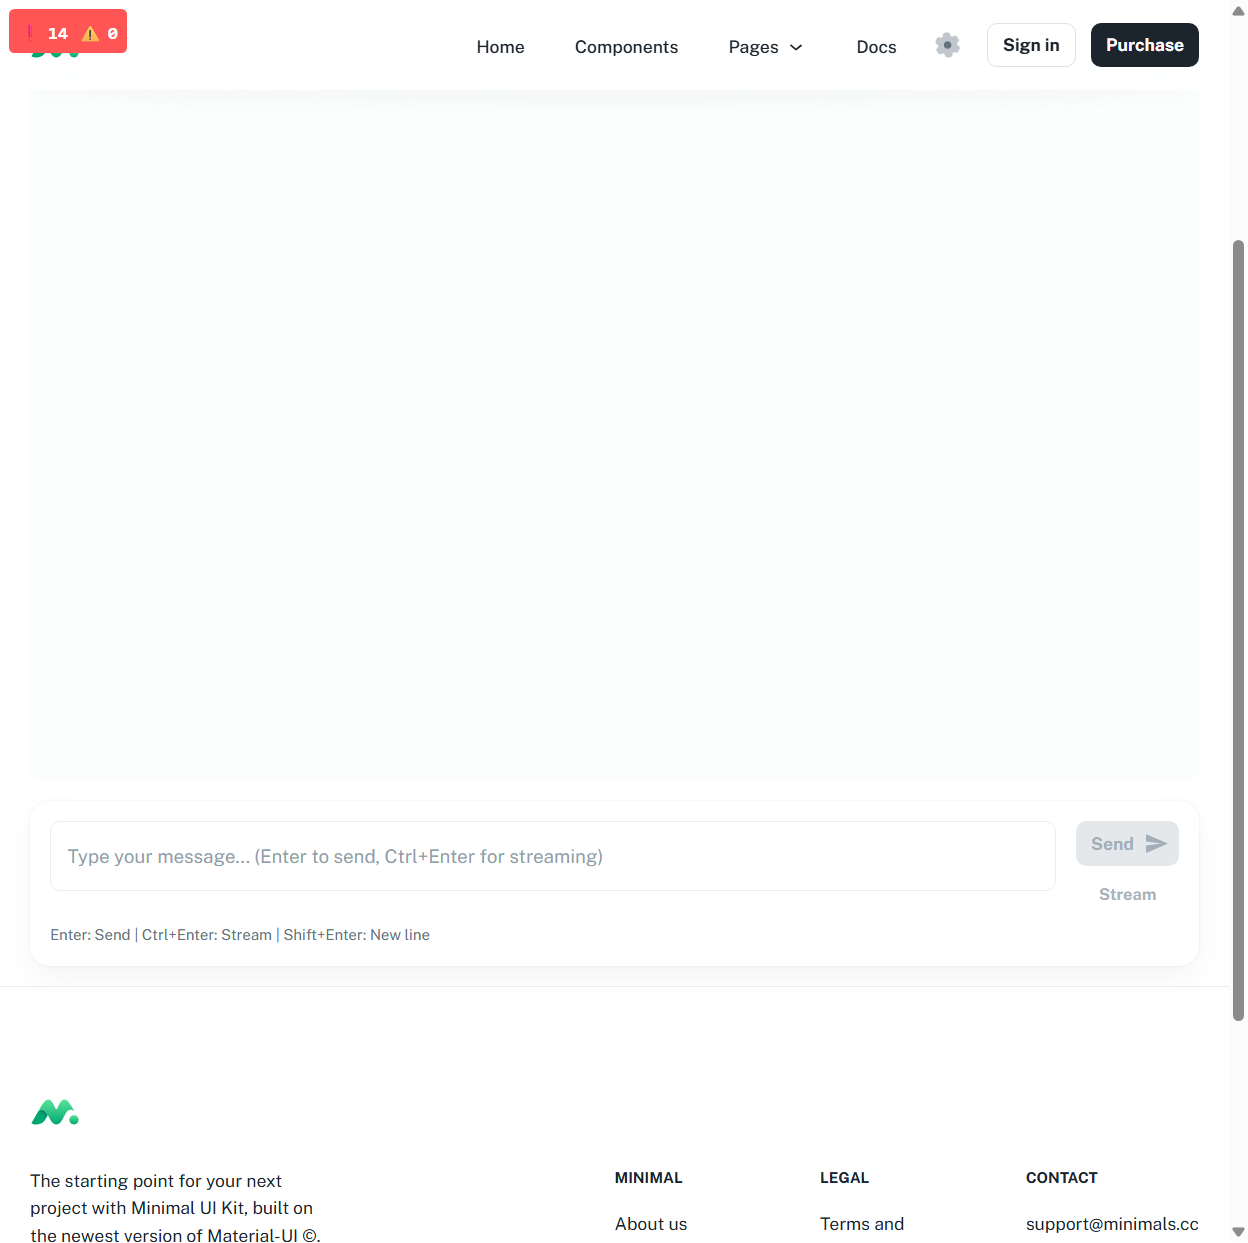 14 0
Home Components Pages Docs Sign in Purchase
Type your message... (Enter to send, Ctrl+Enter for streaming)
Send
Stream
Enter: Send | Ctrl+Enter: Stream | Shift+Enter: New line
The starting point for your next
project with Minimal UI Kit, built on
the newest version of Material-UI ©.
MINIMAL
About us
LEGAL
Terms and
CONTACT
support@minimals.cc